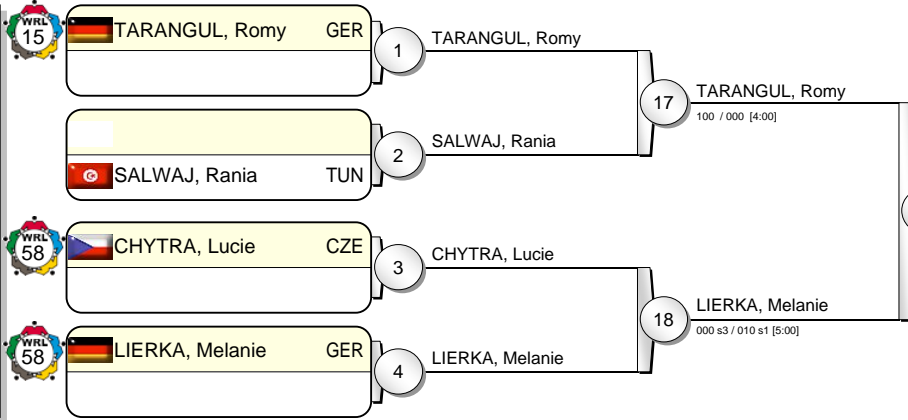 WRL
15
TARANGUL, Romy GER
1
TARANGUL, Romy
17
TARANGUL, Romy
100 / 000 [4:00]
2
SALWAJ, Rania
SALWAJ, Rania TUN
WRL
58
CHYTRA, Lucie CZE
3
CHYTRA, Lucie
18
LIERKA, Melanie
000 s3 / 010 s1 [5:00]
WRL
58
LIERKA, Melanie GER
4
LIERKA, Melanie